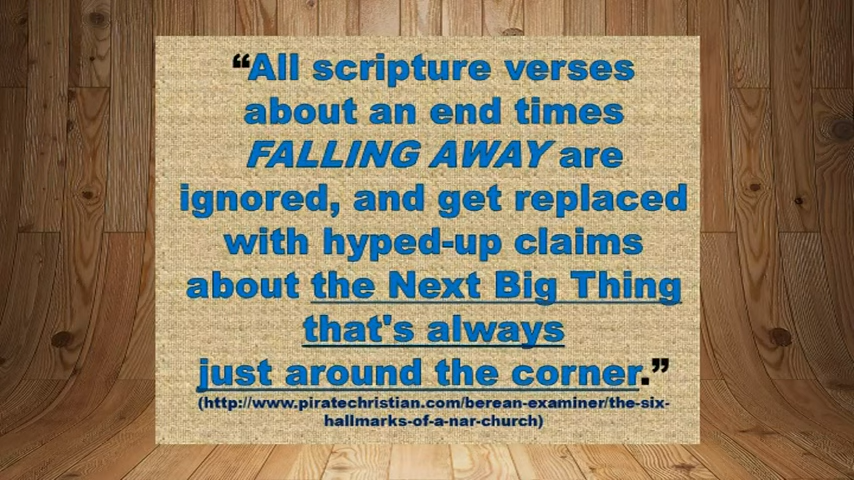 “All scripture verses
about an end times
FALLING AWAY are
ignored, and get replaced
with hyped-up claims
about the Next Big Thing
that's always
just around the corner.”
(http://www.piratechristian.com/berean-examiner/the-six-
hallmarks-of-a-nar-church)